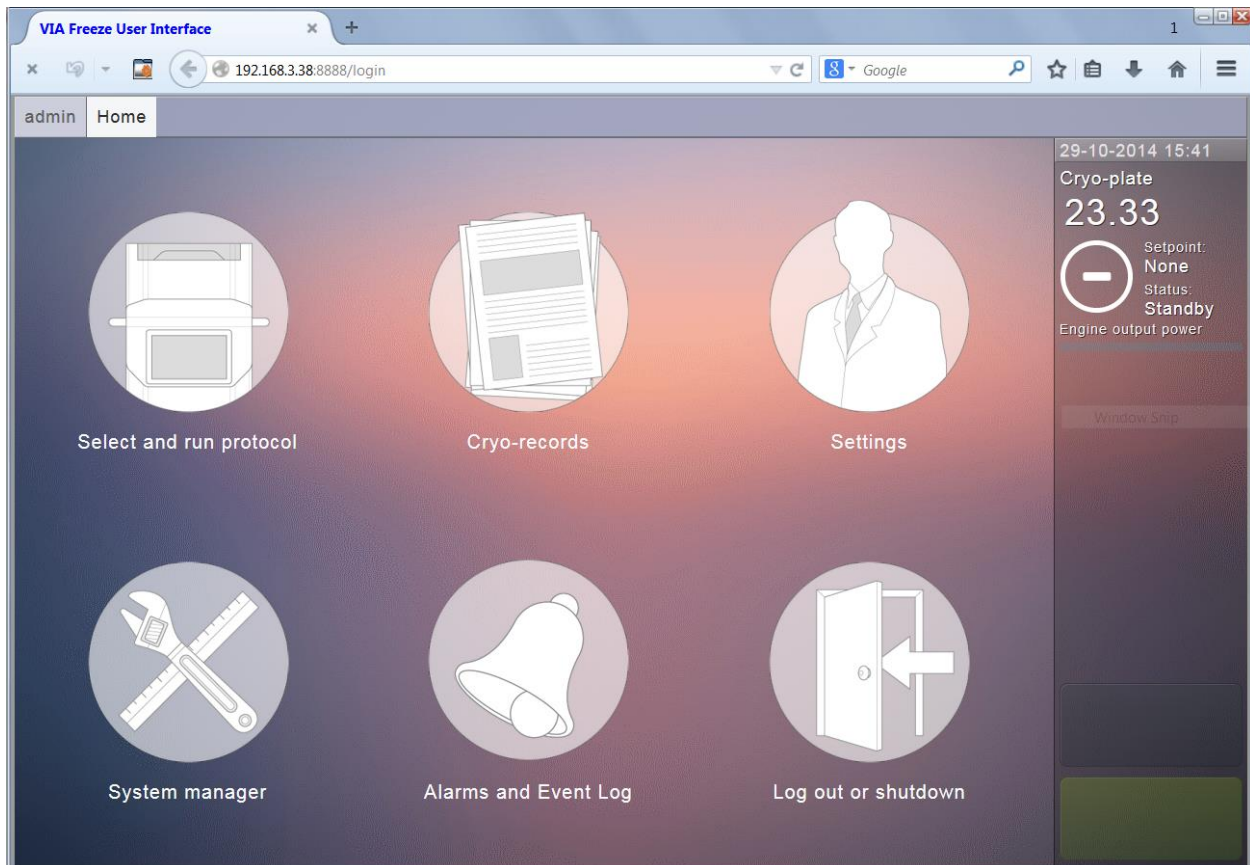 VIA Freeze User Interface
1
192.168.3.38:8888/login
Google
admin Home
29-10-2014 15:41
Cryo-plate
23.33
Setpoint:
None
Status:
Standby
Engine output power
Window Snip
Select and run protocol
Cryo-records
Settings
System manager
Alarms and Event Log
Log out or shutdown